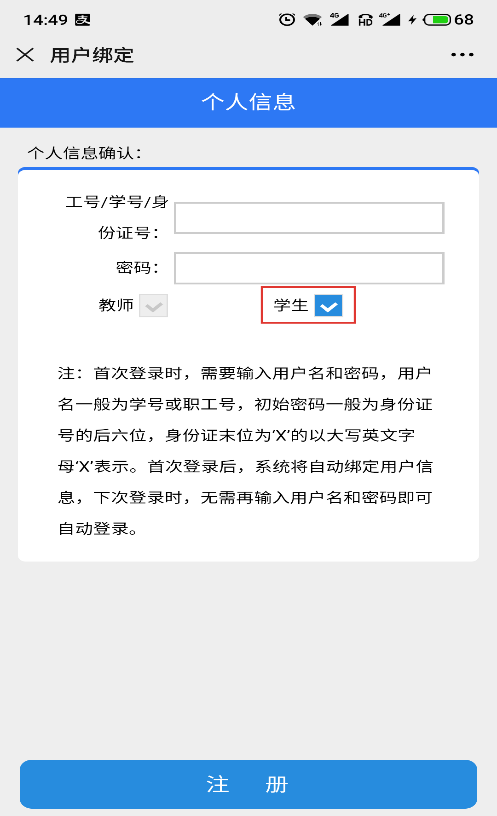 14:49 支 4G HD 4G+ 68
用户绑定
个人信息
个人信息确认：
工号/学号/身
份证号：
密码：
教师 学生
注：首次登录时，需要输入用户名和密码，用户
名一般为学号或职工号，初始密码一般为身份证
号的后六位，身份证末位为‘X’的以大写英文字
母‘X’表示。首次登录后，系统将自动绑定用户信
息，下次登录时，无需再输入用户名和密码即可
自动登录。
注 册